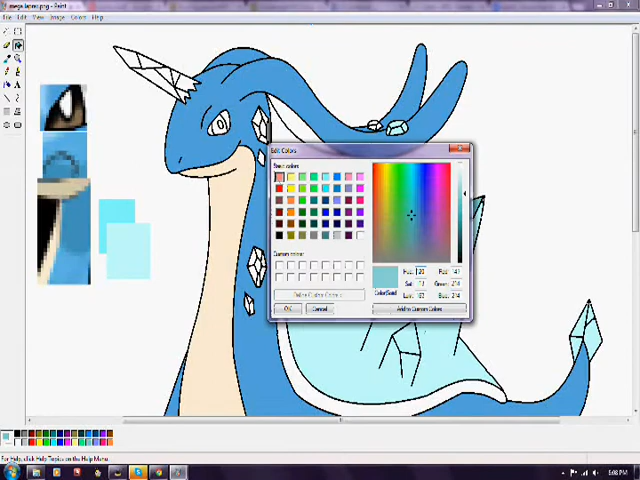 mega lapras.png - Paint
File Edit View Image Colors Help
Edit Colors
Basic colors:
Custom colors:
Define Custom Colors >>
OK
Cancel
Color|Solid
Hue:
Sat:
Lum:
Red:
Green:
Blue:
Add to Custom Colors
For Help, click Help Topics on the Help Menu.
5:08 PM